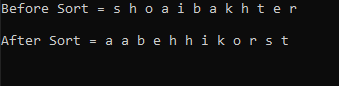 Before Sort = s h o a i b a k h t e r
After Sort = a a b e h h i k o r s t